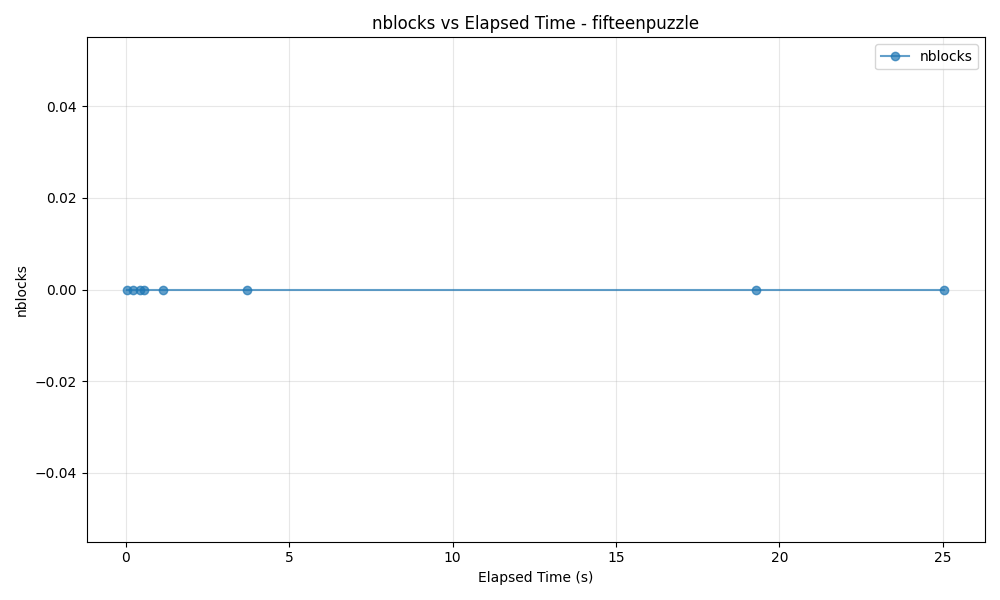 nblocks vs Elapsed Time - fifteenpuzzle
nblocks
0.04
0.02
0.00
−0.02
−0.04
nblocks
0
5
10
15
20
25
Elapsed Time (s)